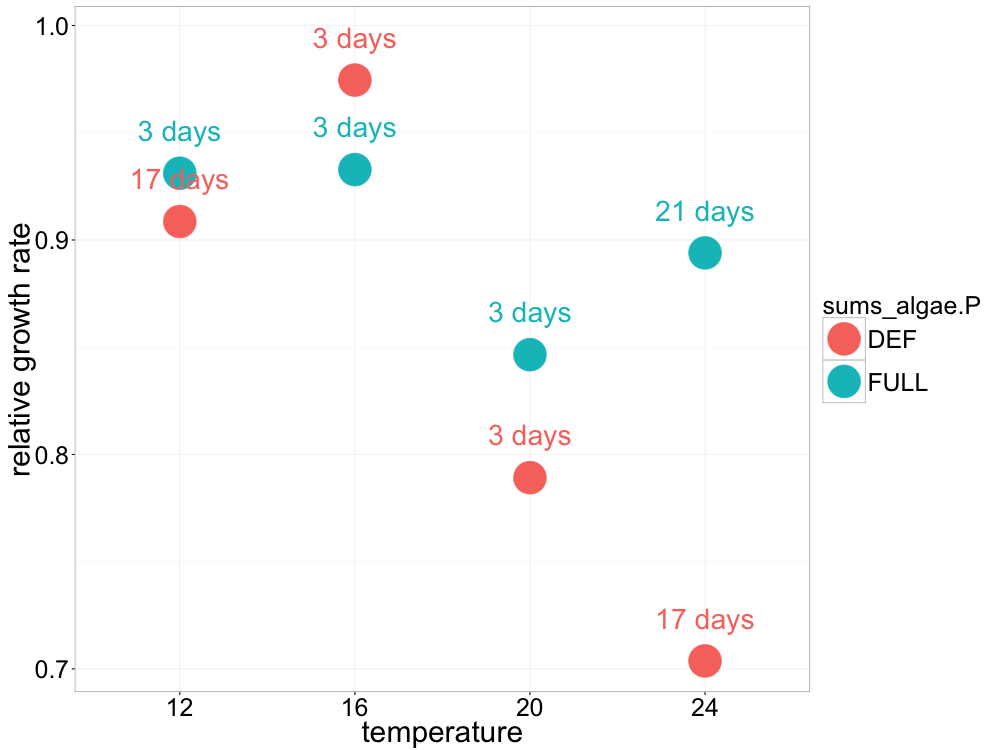 1.0
0.9
0.8
0.7
relative growth rate
3 days
3 days
3 days
17 days
21 days
3 days
3 days
17 days
12
16
20
24
temperature
sums_algae.P
DEF
FULL